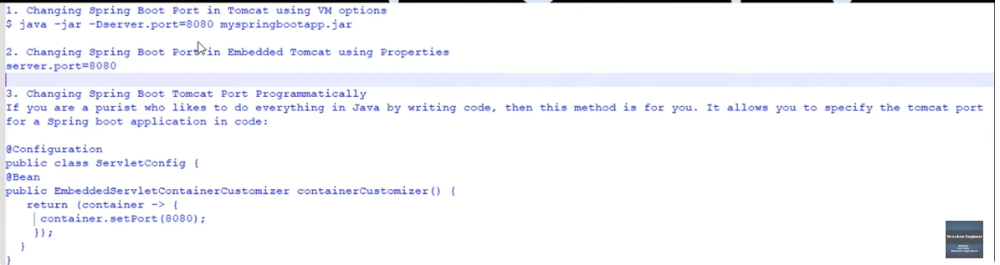 1. Changing Spring Boot Port in Tomcat using VM options
$ java -jar -Dserver.port=8080 myspringbootapp.jar
2. Changing Spring Boot Port in Embedded Tomcat using Properties
server.port=8080
3. Changing Spring Boot Tomcat Port Programmatically
If you are a purist who likes to do everything in Java by writing code, then this method is for you. It allows you to specify the tomcat port
for a Spring boot application in code:
@Configuration
public class ServletConfig {
@Bean
public EmbeddedServletContainerCustomizer containerCustomizer() {
return (container -> {
container.setPort(8080);
});
}
}
Drunken Engineer